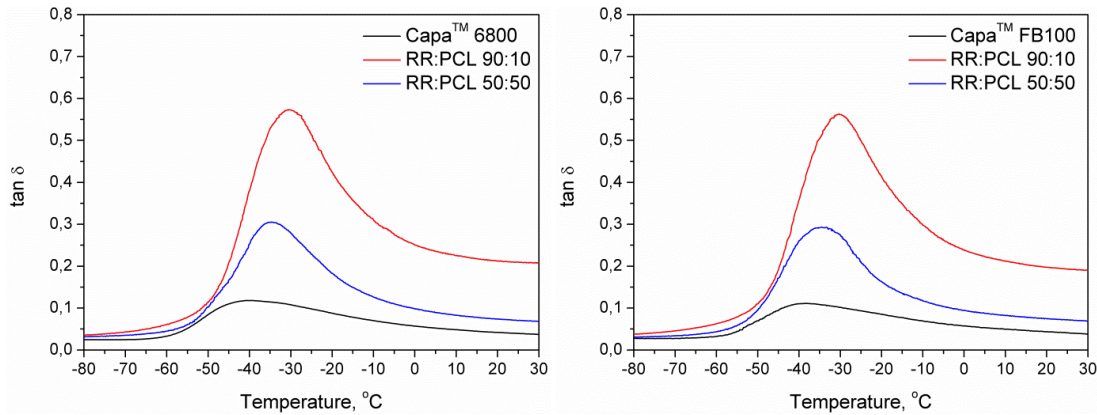 0,8
0,7
0,6
0,5
0,4
0,3
0,2
0,1
0,0
tan δ
Capa™ 6800
RR:PCL 90:10
RR:PCL 50:50
-80 -70 -60 -50 -40 -30 -20 -10 0 10 20 30
Temperature, °C
0,8
0,7
0,6
0,5
0,4
0,3
0,2
0,1
0,0
tan δ
Capa™ FB100
RR:PCL 90:10
RR:PCL 50:50
-80 -70 -60 -50 -40 -30 -20 -10 0 10 20 30
Temperature, °C